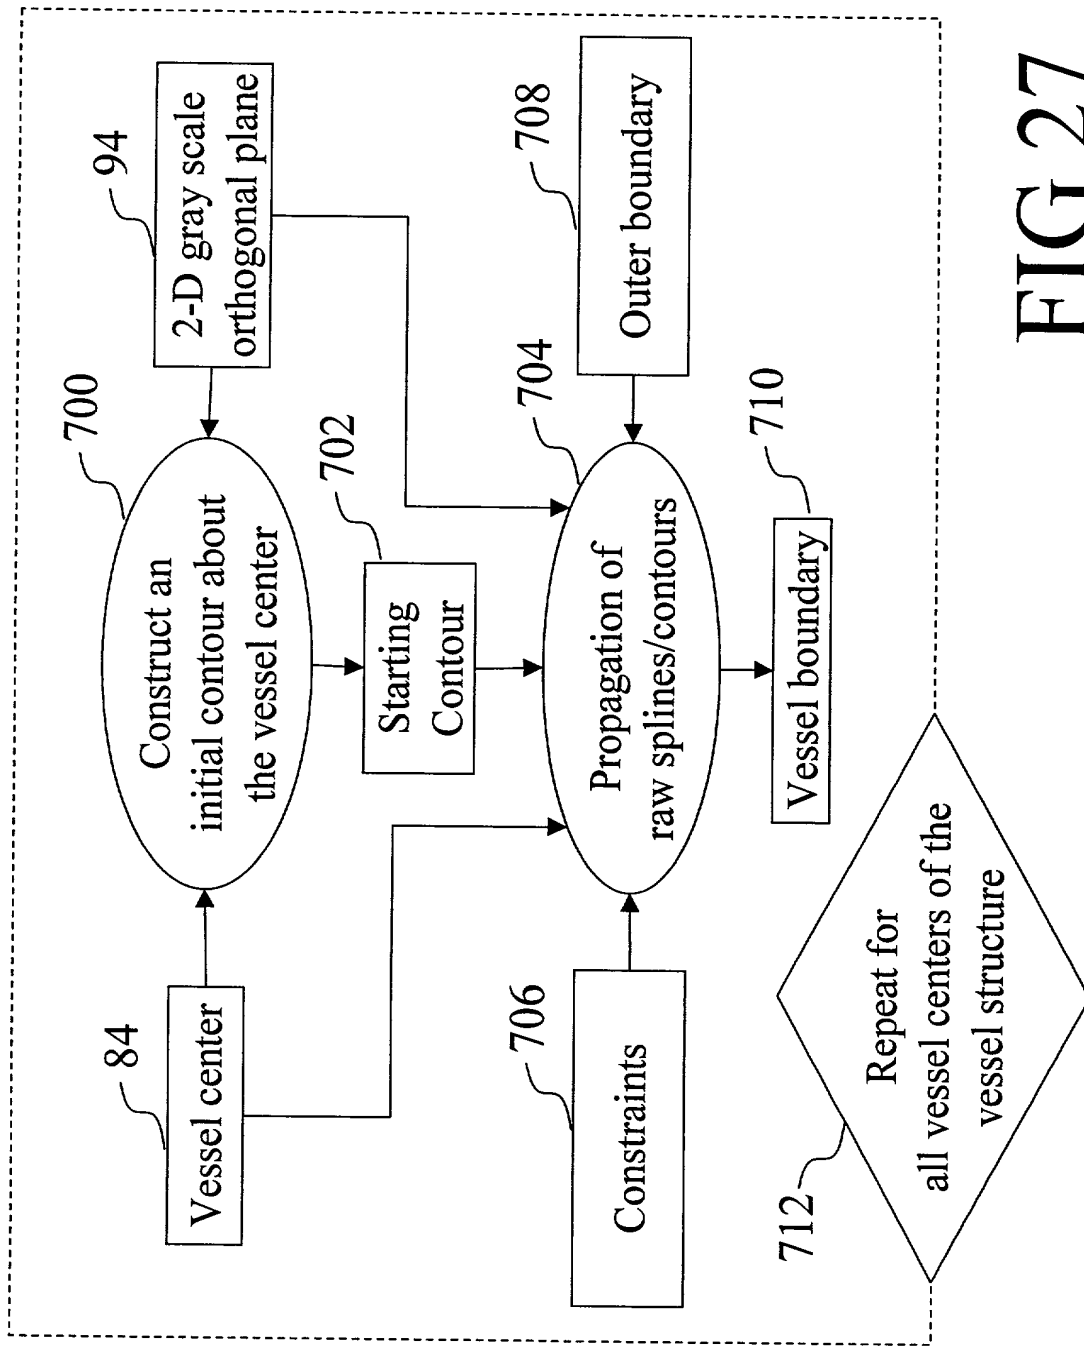 84
Vessel center
700
Construct an
initial contour about
the vessel center
94
2-D gray scale
orthogonal plane
702
Starting
Contour
706
Constraints
704
Propagation of
raw splines/contours
708
Outer boundary
710
Vessel boundary
712
Repeat for
all vessel centers of the
vessel structure
FIG 27